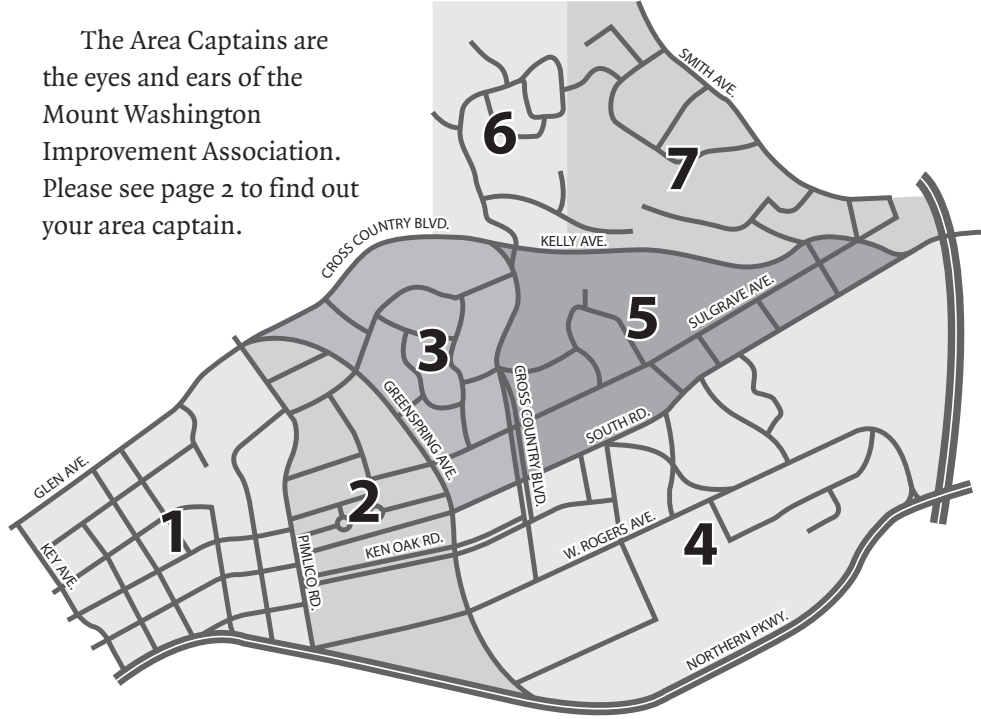 The Area Captains are
the eyes and ears of the
Mount Washington
Improvement Association.
Please see page 2 to find out
your area captain.
SMITH AVE.
6
7
CROSS COUNTRY BLVD.
KELLY AVE.
SULGRAVE AVE.
5
3
GREENSPRING AVE.
CROSS COUNTRY BLVD.
SOUTH RD.
GLEN AVE.
2
1
KEY AVE.
PIMLICO RD.
KEN OAK RD.
W. ROGERS AVE.
4
NORTHERN PKWY.